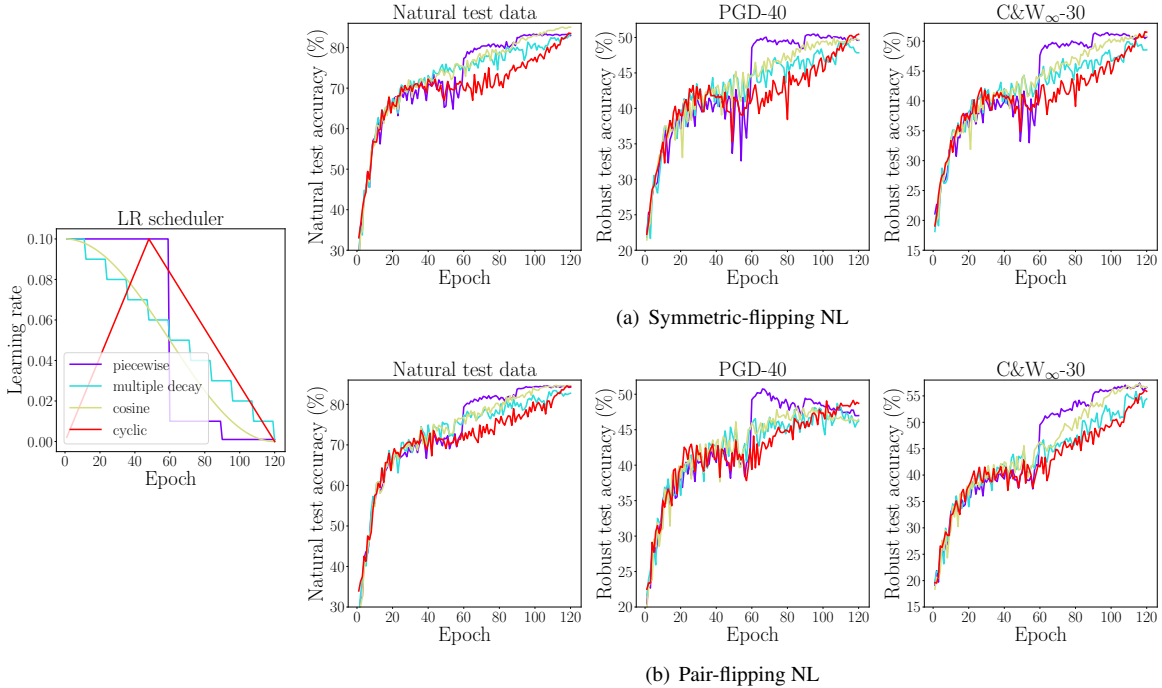 Natural test data
PGD-40
C&W∞-30
Natural test accuracy (%)
80
70
60
50
40
30
0 20 40 60 80 100 120
Epoch
Robust test accuracy (%)
50
45
40
35
30
25
20
0 20 40 60 80 100 120
Epoch
Robust test accuracy (%)
50
45
40
35
30
25
20
15
0 20 40 60 80 100 120
Epoch
(a) Symmetric-flipping NL
LR scheduler
Learning rate
0.10
0.08
0.06
0.04
0.02
0.00
piecewise
multiple decay
cosine
cyclic
0 20 40 60 80 100 120
Epoch
Natural test data
PGD-40
C&W∞-30
Natural test accuracy (%)
80
70
60
50
40
30
0 20 40 60 80 100 120
Epoch
Robust test accuracy (%)
50
45
40
35
30
25
20
0 20 40 60 80 100 120
Epoch
Robust test accuracy (%)
55
50
45
40
35
30
25
20
15
0 20 40 60 80 100 120
Epoch
(b) Pair-flipping NL